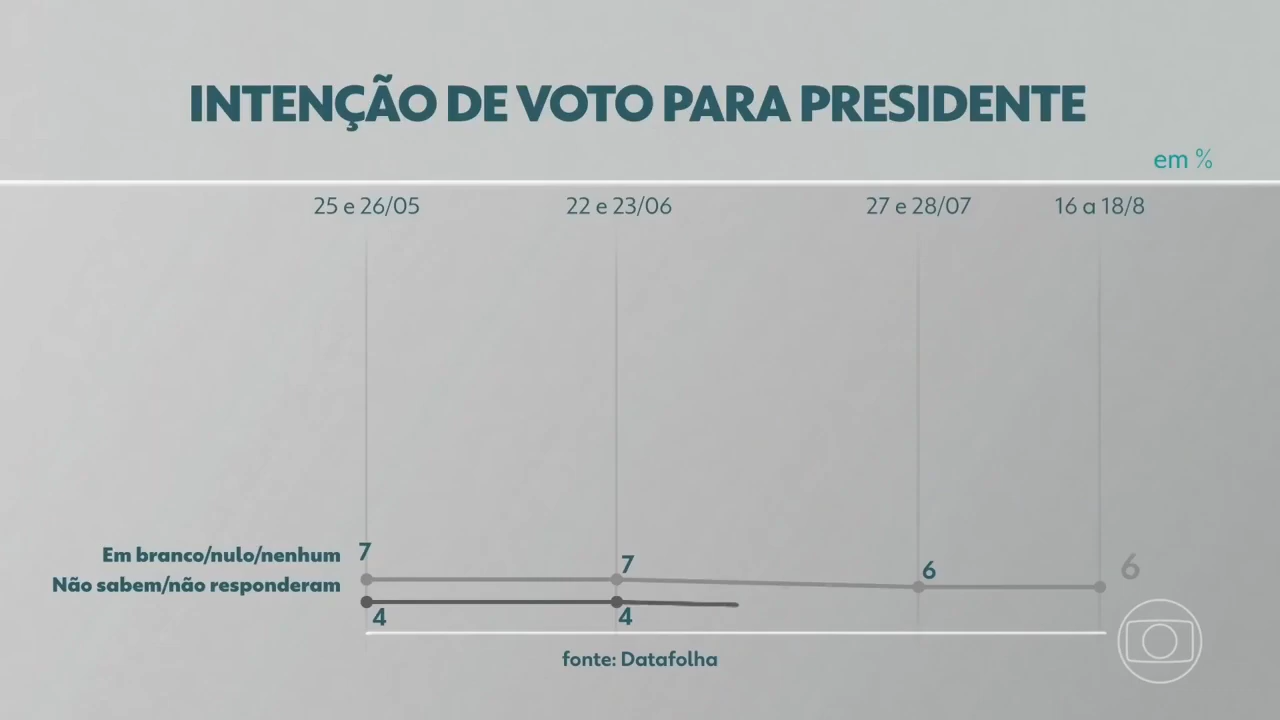 INTENÇÃO DE VOTO PARA PRESIDENTE
em %
25 e 26/05 22 e 23/06 27 e 28/07 16 a 18/8
Em branco/nulo/nenhum 7 7 6 6
Não sabem/não responderam 4 4
fonte: Datafolha